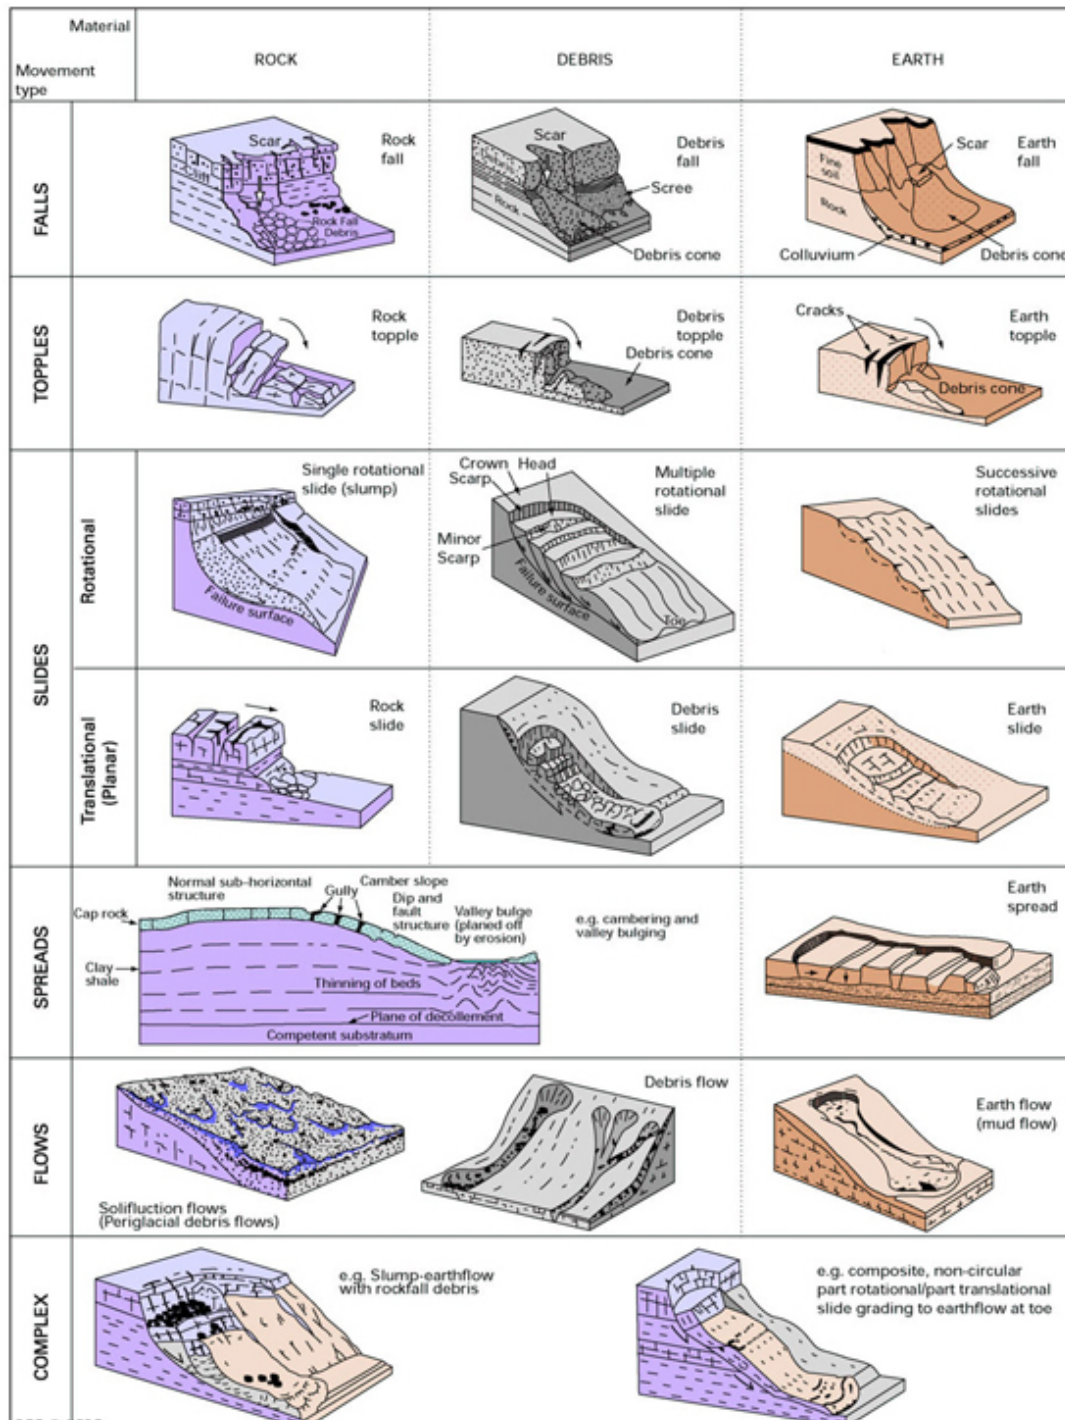 Material
Movement
type
ROCK
DEBRIS
EARTH
FALLS
Scar
Cliff
Rock Fall
Debris
Rock
fall
Scar
Debris
Rock
Debris
fall
Scree
Debris cone
Fine
soil
Rock
Colluvium
Scar
Earth
fall
Debris cone
TOPPLES
Rock
topple
Debris
topple
Debris cone
Cracks
Earth
topple
Debris cone
SLIDES
Rotational
Single rotational
slide (slump)
Failure surface
Crown
Head
Scarp
Minor
Scarp
Failure surface
Toe
Multiple
rotational
slide
Successive
rotational
slides
Translational
(Planar)
Rock
slide
Debris
slide
Earth
slide
SPREADS
Normal sub-horizontal
structure
Cap rock
Clay
shale
Gully
Camber slope
Dip and
fault
structure
Valley bulge
(planed off
by erosion)
Thinning of beds
Plane of decollement
Competent substratum
e.g. cambering and
valley bulging
Earth
spread
FLOWS
Solifluction flows
(Periglacial debris flows)
Debris flow
Earth flow
(mud flow)
COMPLEX
e.g. Slump-earthflow
with rockfall debris
e.g. composite, non-circular
part rotational/part translational
slide grading to earthflow at toe